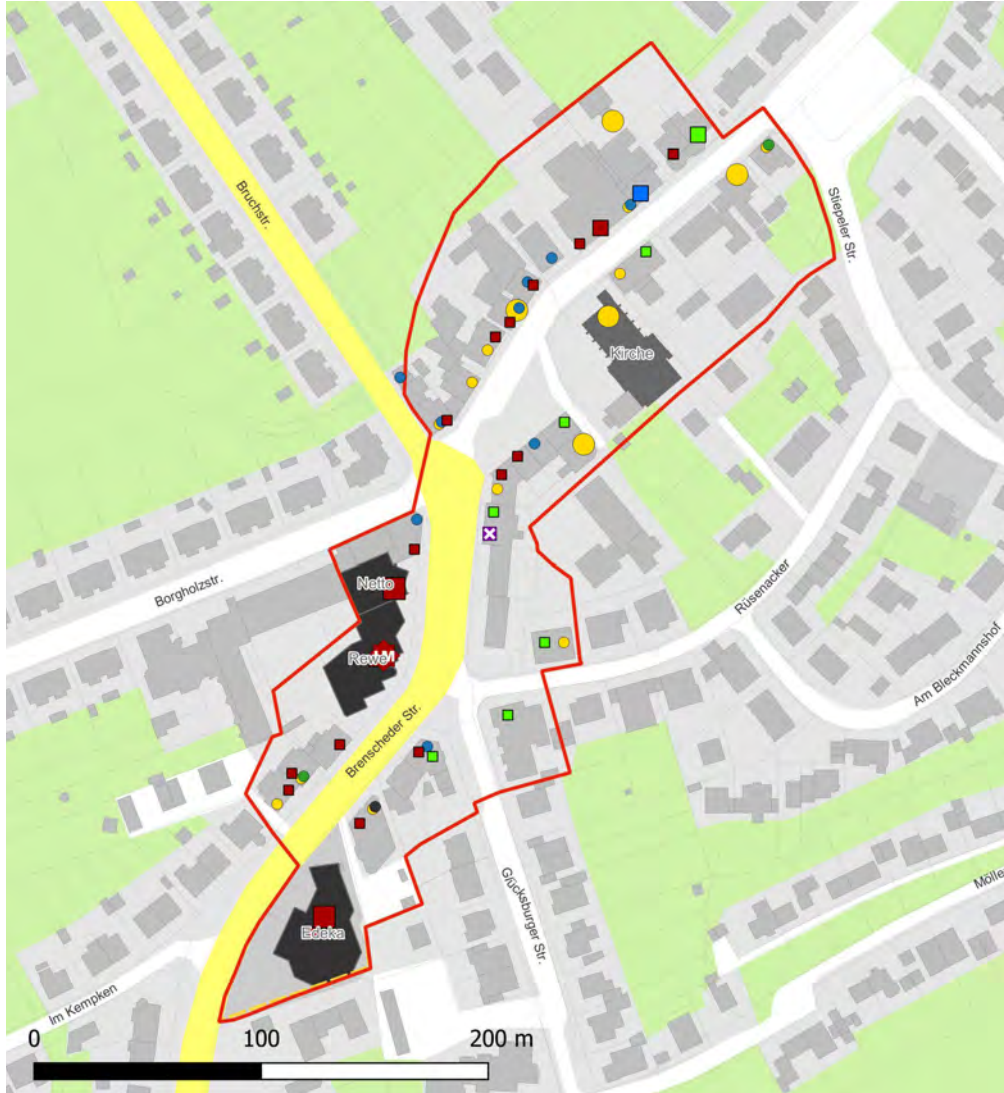 Bruchstr.
Stiepeler Str.
Kirche
Borgholzstr.
Netto
Rewe
Rüsenacker
Am Bleckmannshof
Brenscheder Str.
Glücksburger Str.
Edeka
Im Kempken
Mölle
0 100 200 m